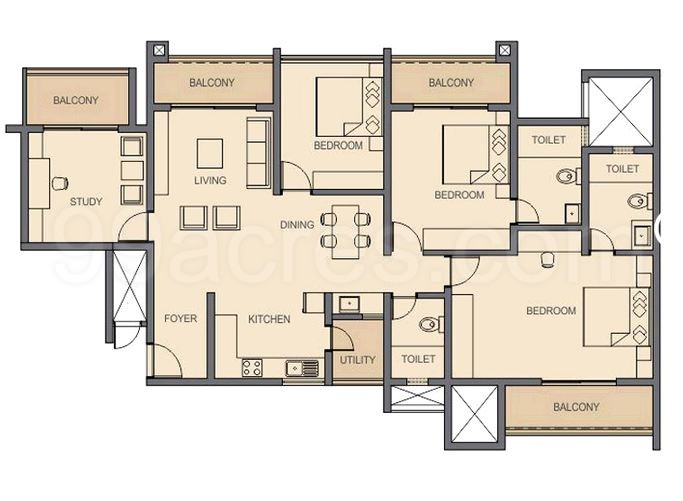 BALCONY
BALCONY
BALCONY
BEDROOM
TOILET
TOILET
LIVING
BEDROOM
STUDY
DINING
99acres.com
BEDROOM
FOYER
KITCHEN
UTILITY
TOILET
BALCONY